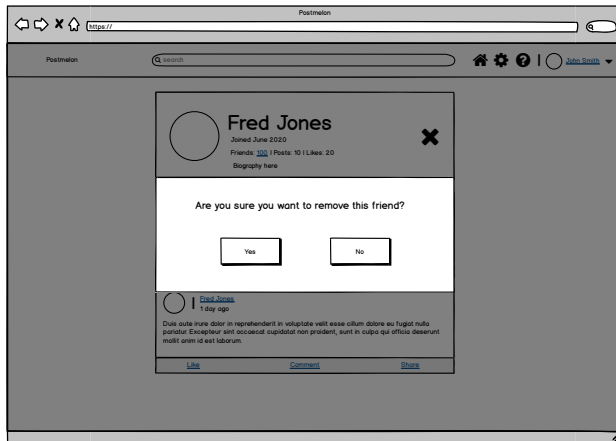 Postmelon
https://
Postmelon
search
John Smith
Fred Jones
Joined June 2020
Friends: 100 | Posts: 10 | Likes: 20
Biography here
Are you sure you want to remove this friend?
Yes
No
Fred Jones
1 day ago
Duis aute irure dolor in reprehenderit in voluptate velit esse cillum dolore eu fugiat nulla
pariatur. Excepteur sint occaecat cupidatat non proident, sunt in culpa qui officia deserunt
mollit anim id est laborum.
Like
Comment
Share